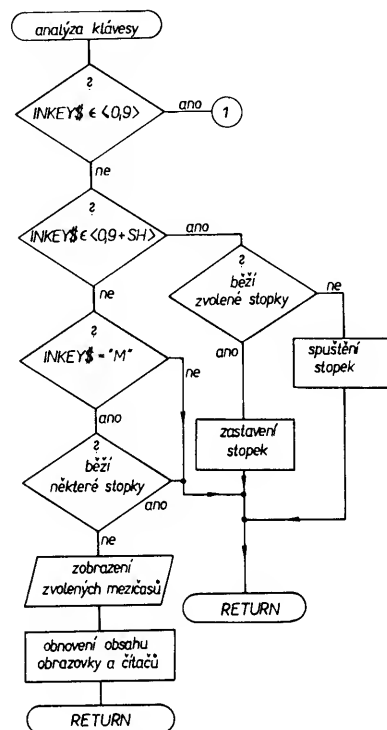 analýza klávesy
?
INKEY$ ϵ <0,9>
ano
1
ne
?
INKEY$ ϵ <0,9 + SH>
ano
ne
?
běží
zvolené stopky
ne
ano
spuštění
stopek
?
INKEY$ = "M"
ne
ano
zastavení
stopek
?
běží
některé stopky
ano
ne
zobrazení
zvolených mezičasů
RETURN
obnovení obsahu
obrazovky a čítačů
RETURN